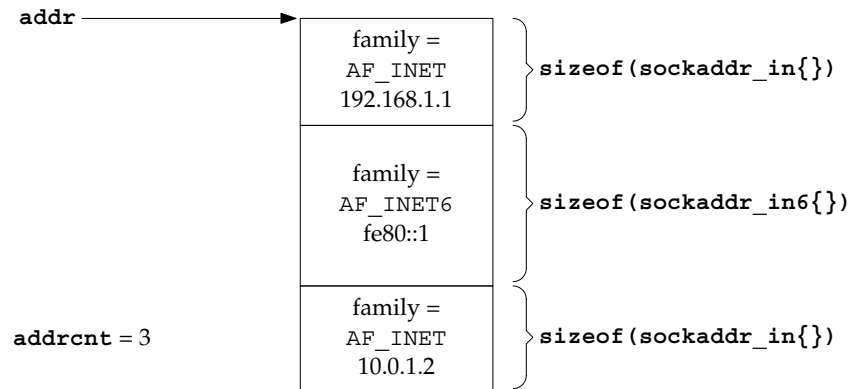 addr
family =
AF_INET
192.168.1.1
sizeof(sockaddr_in{})
family =
AF_INET6
fe80::1
sizeof(sockaddr_in6{})
family =
AF_INET
10.0.1.2
sizeof(sockaddr_in{})
addrcnt = 3